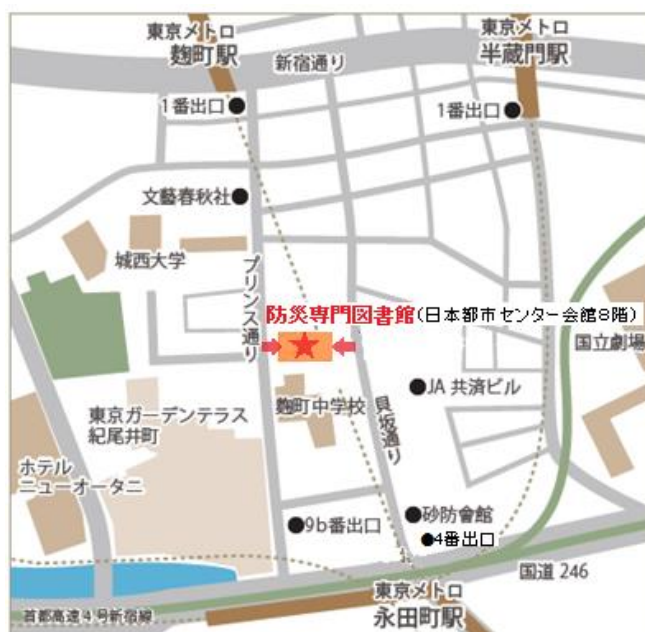 東京メトロ
麹町駅
東京メトロ
半蔵門駅
新宿通り
1番出口
1番出口
文藝春秋社
城西大学
プリンス通り
防災専門図書館(日本都市センター会館8階)
国立劇場
JA 共済ビル
麹町中学校
貝坂通り
東京ガーデンテラス
紀尾井町
ホテル
ニューオータニ
砂防會館
9b番出口
4番出口
国道 246
東京メトロ
永田町駅
首都高速4号新宿線